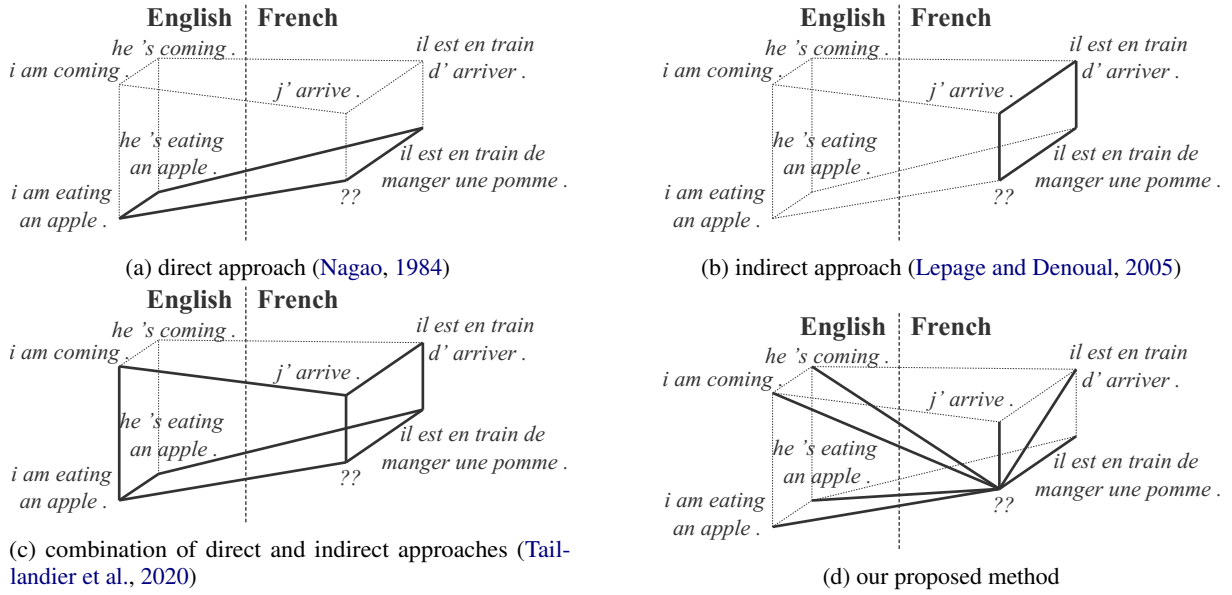 English French
he 's coming .
il est en train
d' arriver .
i am coming .
j' arrive .
he 's eating
an apple .
il est en train de
manger une pomme .
i am eating
an apple .
??
(a) direct approach (Nagao, 1984)
English French
he 's coming .
il est en train
d' arriver .
i am coming .
j' arrive .
he 's eating
an apple .
il est en train de
manger une pomme .
i am eating
an apple .
??
(b) indirect approach (Lepage and Denoual, 2005)
English French
he 's coming .
il est en train
d' arriver .
i am coming .
j' arrive .
he 's eating
an apple .
il est en train de
manger une pomme .
i am eating
an apple .
??
(c) combination of direct and indirect approaches (Tail-
landier et al., 2020)
English French
he 's coming .
il est en train
d' arriver .
i am coming .
j' arrive .
he 's eating
an apple .
il est en train de
manger une pomme .
i am eating
an apple .
??
(d) our proposed method